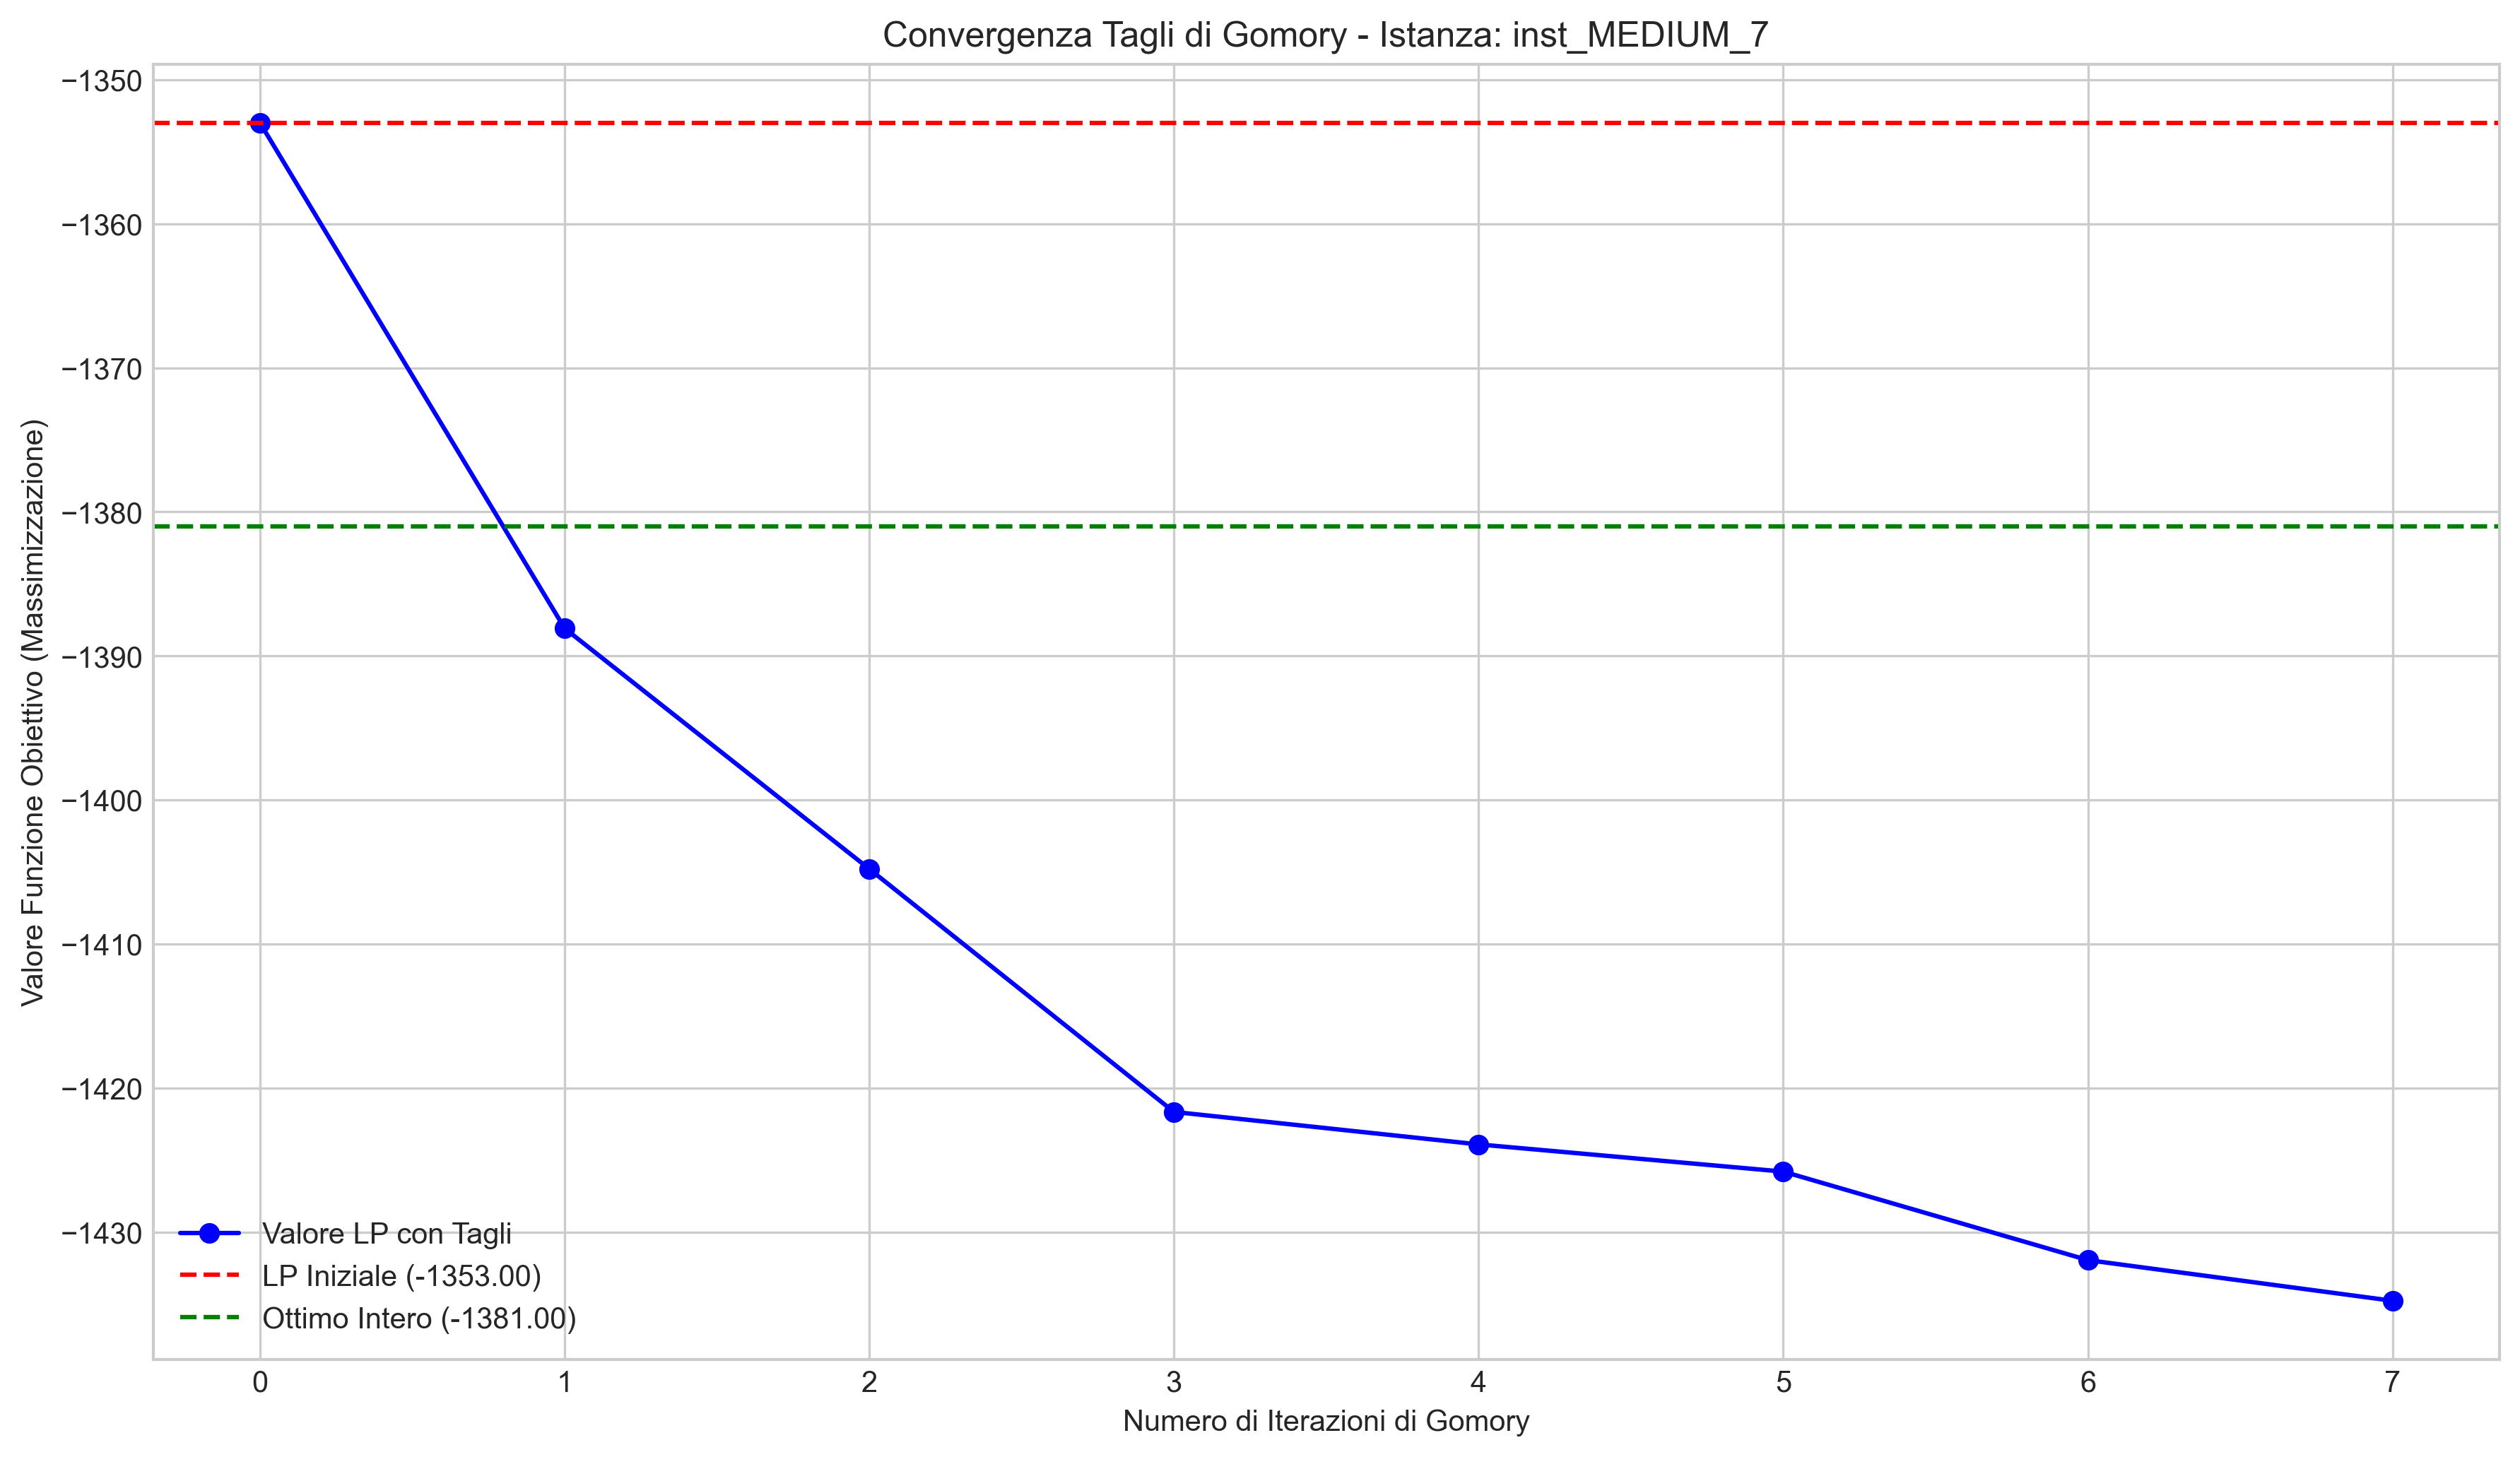 Convergenza Tagli di Gomory - Istanza: inst_MEDIUM_7
Valore Funzione Obiettivo (Massimizzazione)
−1350
−1360
−1370
−1380
−1390
−1400
−1410
−1420
−1430
Valore LP con Tagli
LP Iniziale (-1353.00)
Ottimo Intero (-1381.00)
0 1 2 3 4 5 6 7
Numero di Iterazioni di Gomory